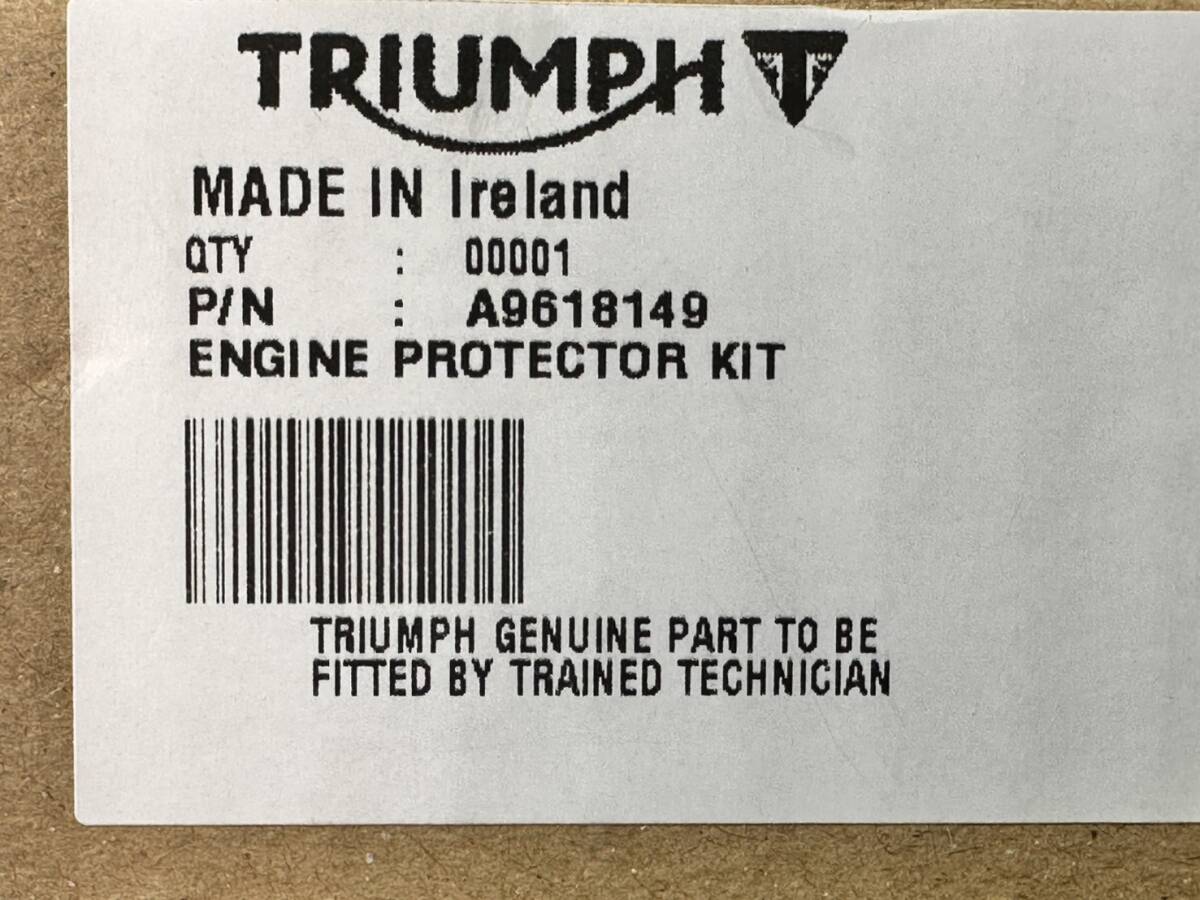 TRIUMPH T
MADE IN Ireland
QTY : 00001
P/N : A9618149
ENGINE PROTECTOR KIT
TRIUMPH GENUINE PART TO BE
FITTED BY TRAINED TECHNICIAN